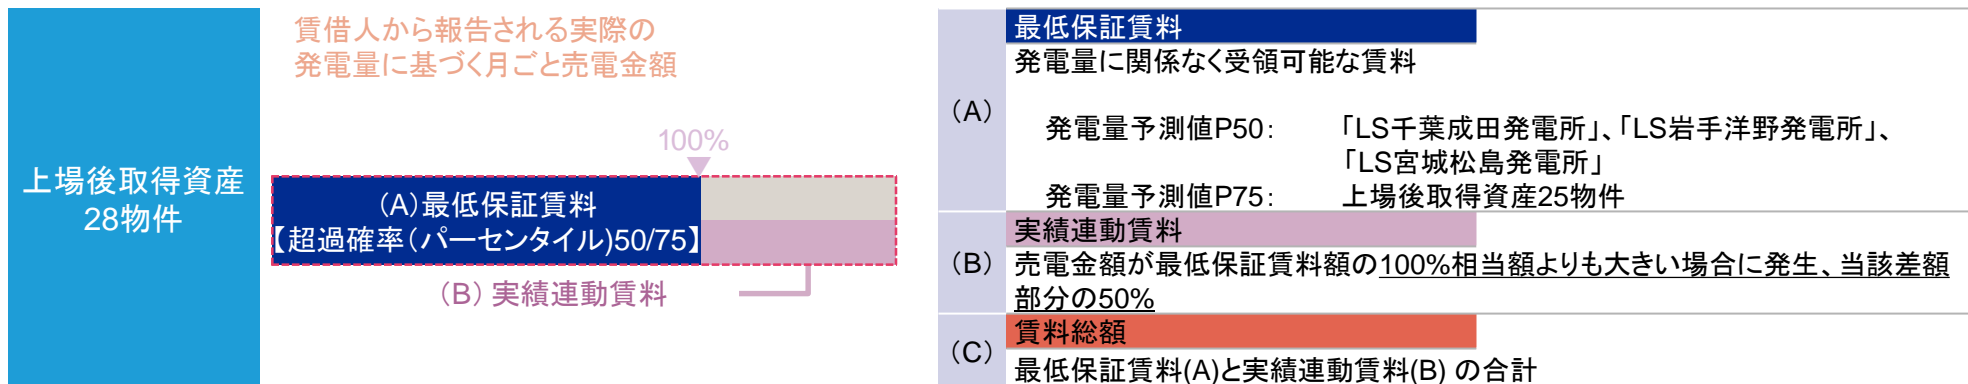 上場後取得資産
28物件
賃借人から報告される実際の
発電量に基づく月ごと売電金額
100%
(A)最低保証賃料
【超過確率(パーセンタイル)50/75】
(B) 実績連動賃料
(A)
最低保証賃料
発電量に関係なく受領可能な賃料
発電量予測値P50: 「LS千葉成田発電所」、「LS岩手洋野発電所」、
「LS宮城松島発電所」
発電量予測値P75: 上場後取得資産25物件
(B)
実績連動賃料
売電金額が最低保証賃料額の100%相当額よりも大きい場合に発生、当該差額
部分の50%
(C)
賃料総額
最低保証賃料(A)と実績連動賃料(B) の合計